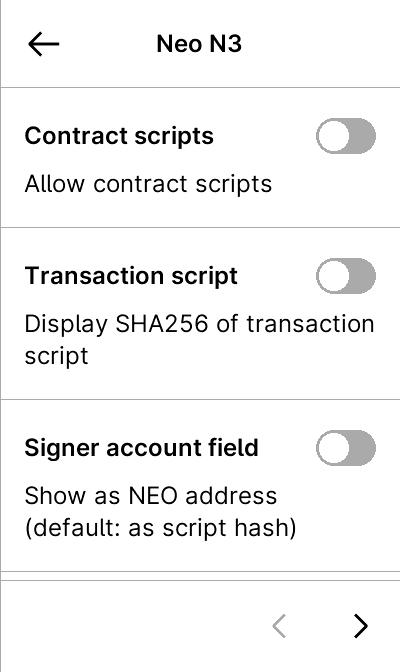 Neo N3
Contract scripts
Allow contract scripts
Transaction script
Display SHA256 of transaction
script
Signer account field
Show as NEO address
(default: as script hash)